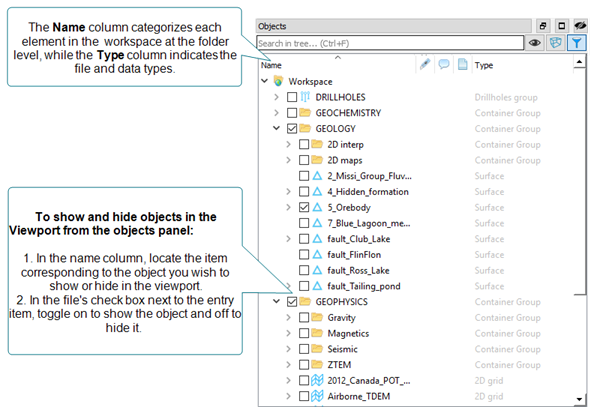 The Name column categorizes each
element in the workspace at the folder
level, while the Type column indicates the
file and data types.
To show and hide objects in the
Viewport from the objects panel:
1. In the name column, locate the item
corresponding to the object you wish to
show or hide in the viewport.
2. In the file's check box next to the entry
item, toggle on to show the object and off to
hide it.
Objects
Search in tree... (Ctrl+F)
Name Type
Workspace
DRILLHOLES Drillholes group
GEOCHEMISTRY Container Group
GEOLOGY Container Group
2D interp Container Group
2D maps Container Group
2_Missi_Group_Fluv... Surface
4_Hidden_formation Surface
5_Orebody Surface
7_Blue_Lagoon_me... Surface
fault_Club_Lake Surface
fault_FlinFlon Surface
fault_Ross_Lake Surface
fault_Tailing_pond Surface
GEOPHYSICS Container Group
Gravity Container Group
Magnetics Container Group
Seismic Container Group
ZTEM Container Group
2012_Canada_POT_... 2D grid
Airborne_TDEM 2D grid